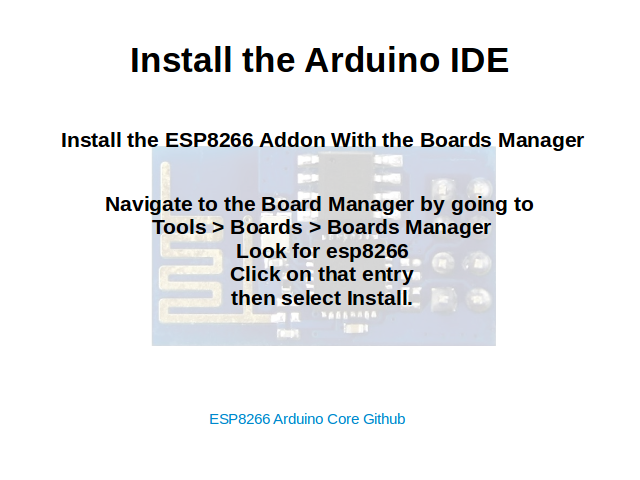 Install the Arduino IDE
Install the ESP8266 Addon With the Boards Manager
Navigate to the Board Manager by going to
Tools > Boards > Boards Manager
Look for esp8266
Click on that entry
then select Install.
ESP8266 Arduino Core Github